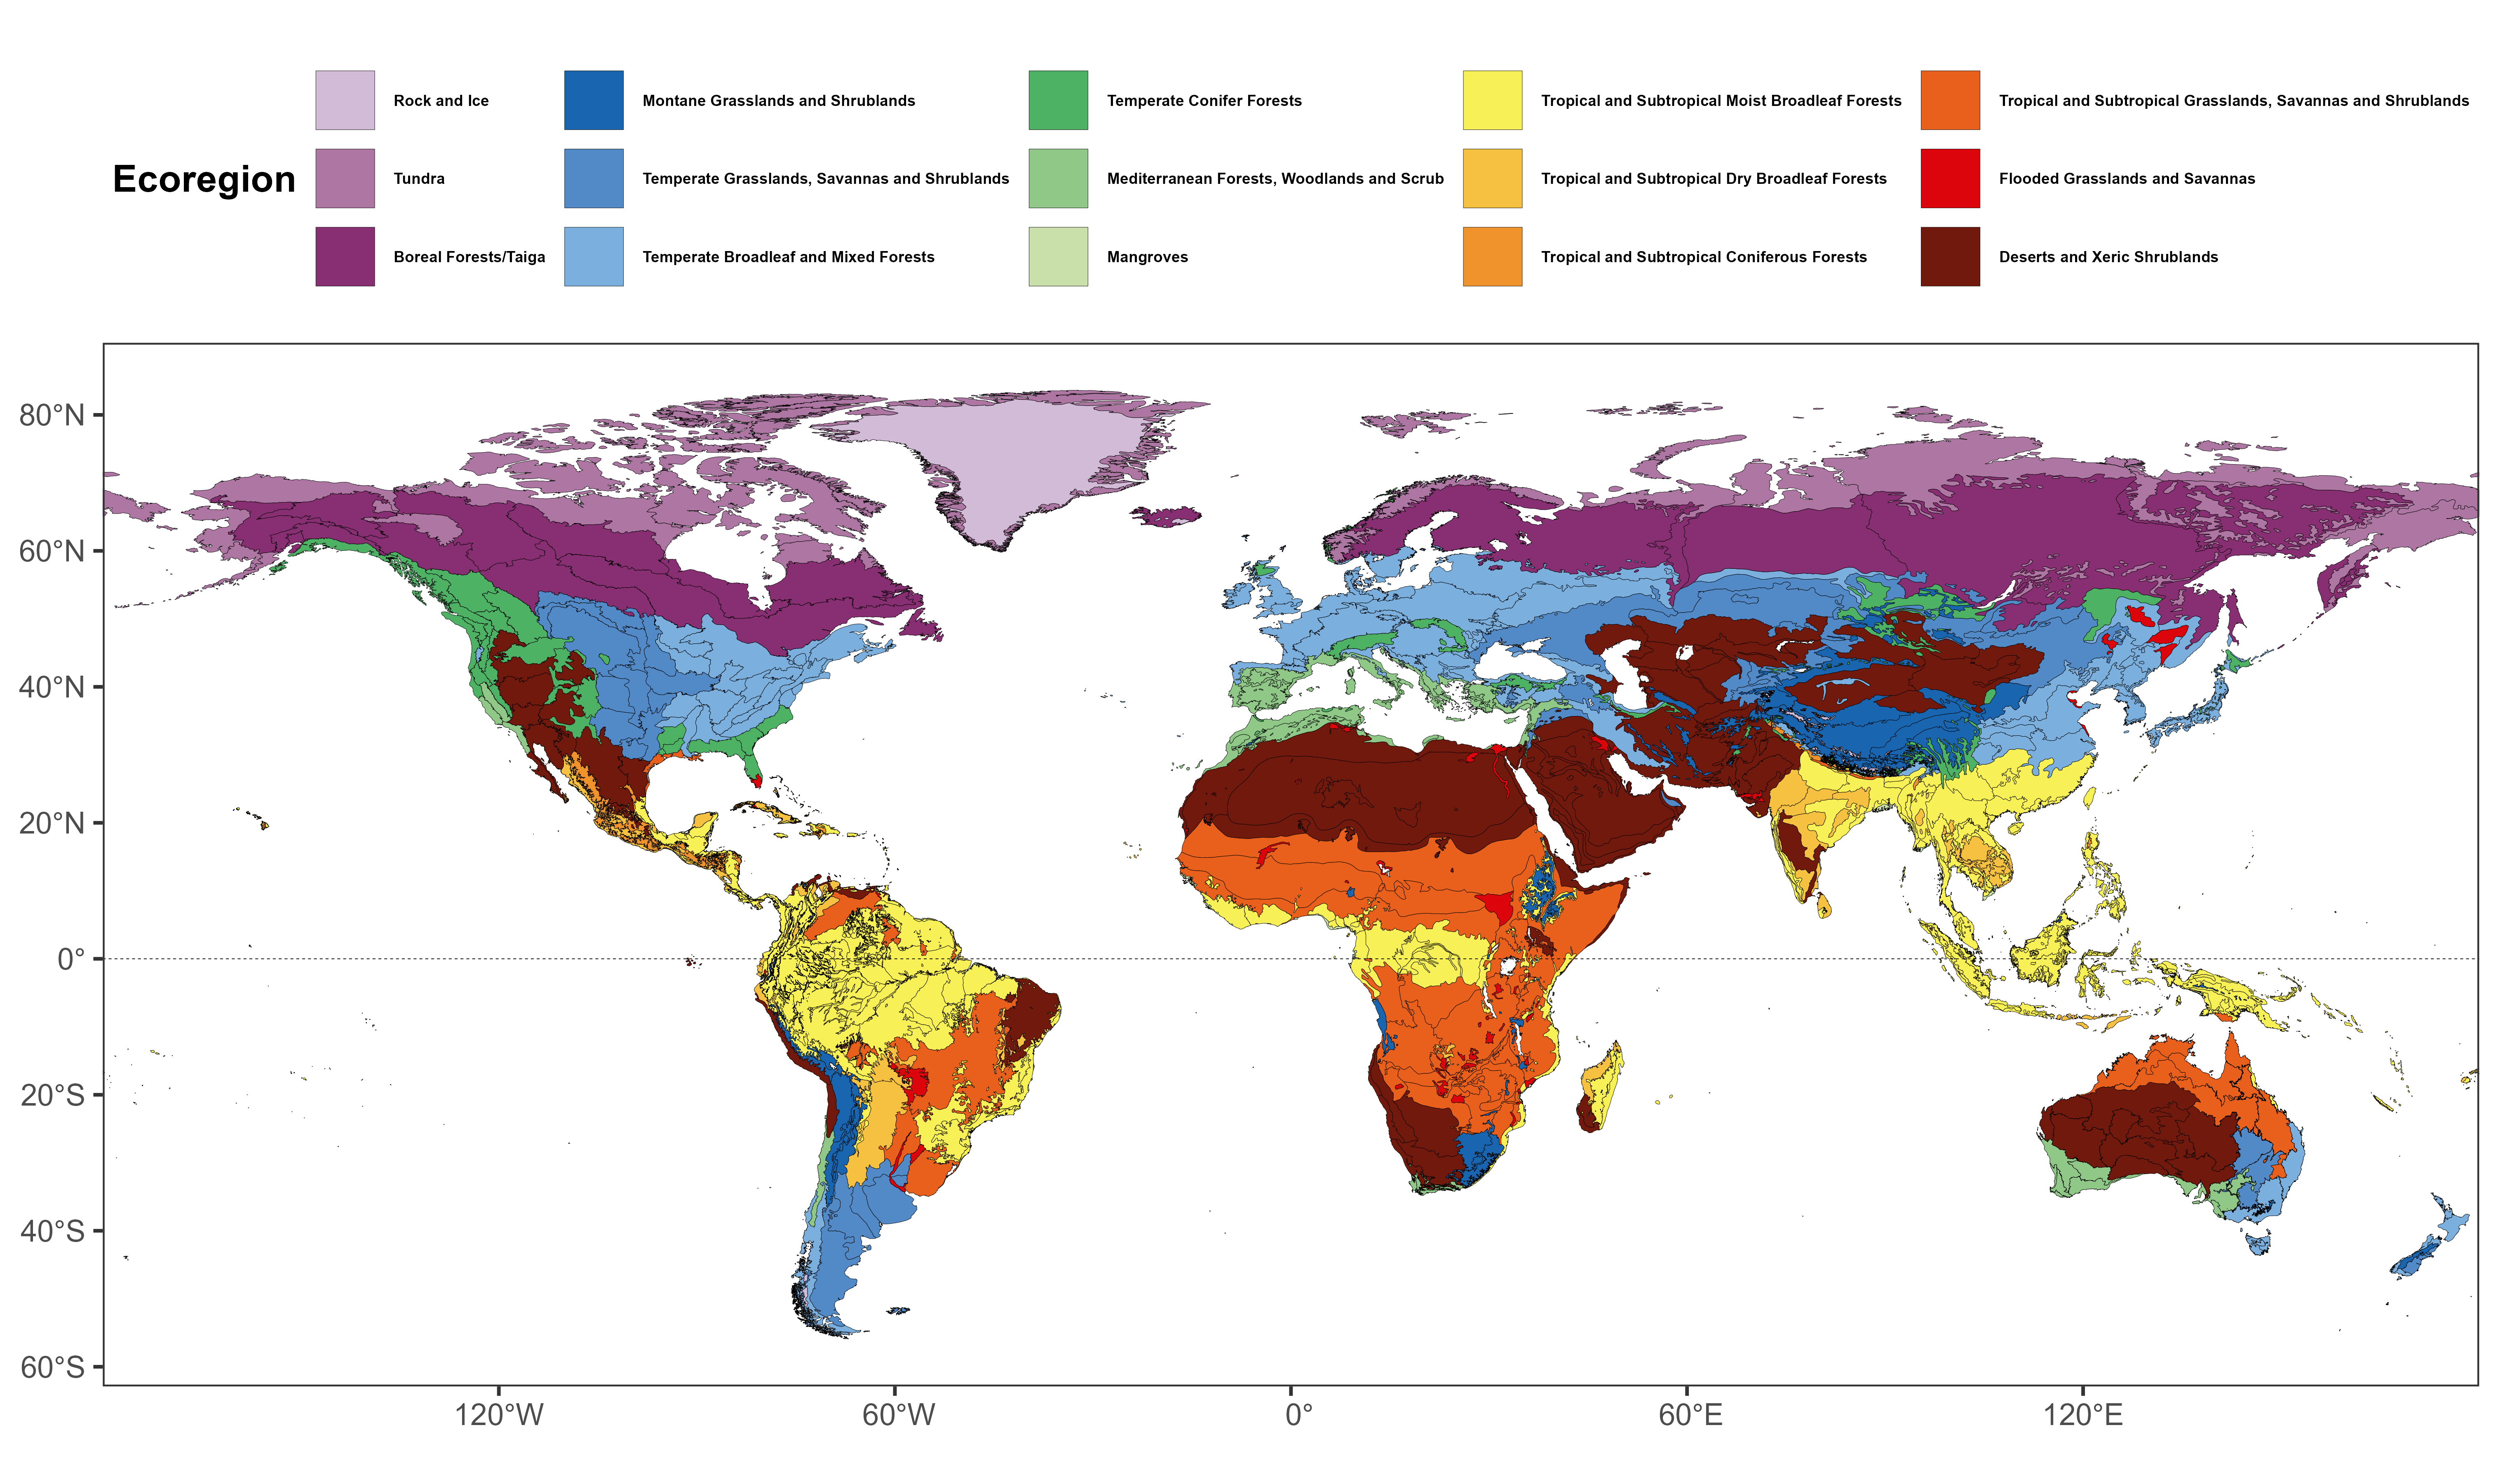 Ecoregion
Rock and Ice
Tundra
Boreal Forests/Taiga
Montane Grasslands and Shrublands
Temperate Grasslands, Savannas and Shrublands
Temperate Broadleaf and Mixed Forests
Temperate Conifer Forests
Mediterranean Forests, Woodlands and Scrub
Mangroves
Tropical and Subtropical Moist Broadleaf Forests
Tropical and Subtropical Dry Broadleaf Forests
Tropical and Subtropical Coniferous Forests
Tropical and Subtropical Grasslands, Savannas and Shrublands
Flooded Grasslands and Savannas
Deserts and Xeric Shrublands
80°N
60°N
40°N
20°N
0°
20°S
40°S
60°S
120°W
60°W
0°
60°E
120°E